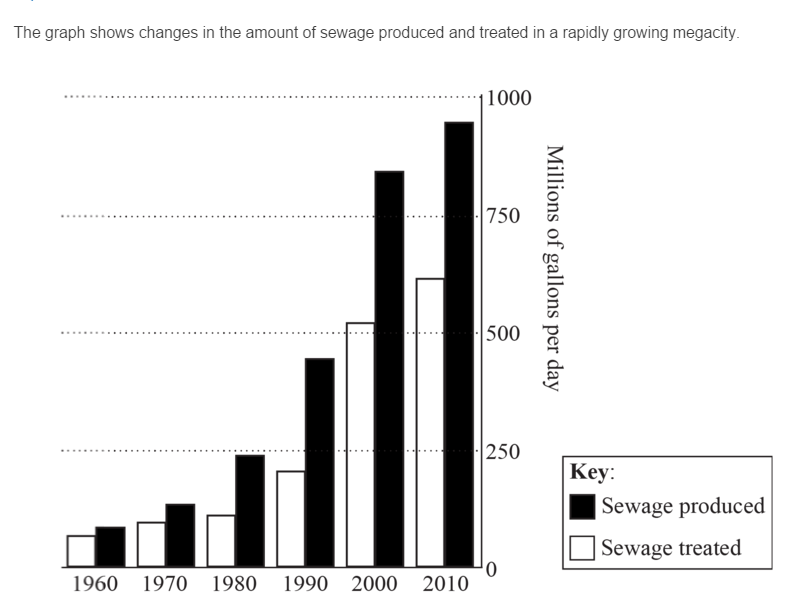 The graph shows changes in the amount of sewage produced and treated in a rapidly growing megacity.
1000
750
500
250
0
Millions of gallons per day
1960 1970 1980 1990 2000 2010
Key:
Sewage produced
Sewage treated